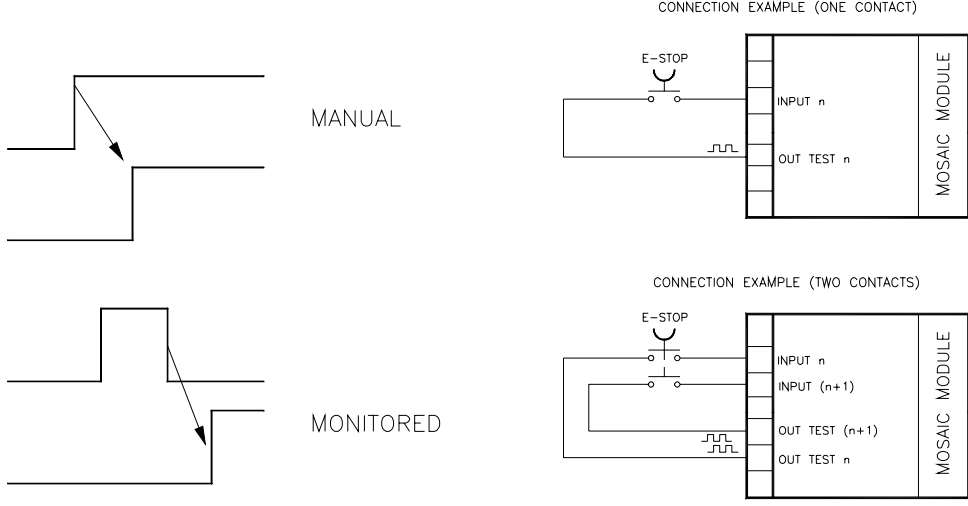 MANUAL
MONITORED
CONNECTION EXAMPLE (ONE CONTACT)
E-STOP
INPUT n
OUT TEST n
MOSAIC MODULE
CONNECTION EXAMPLE (TWO CONTACTS)
E-STOP
INPUT n
INPUT (n+1)
OUT TEST (n+1)
OUT TEST n
MOSAIC MODULE